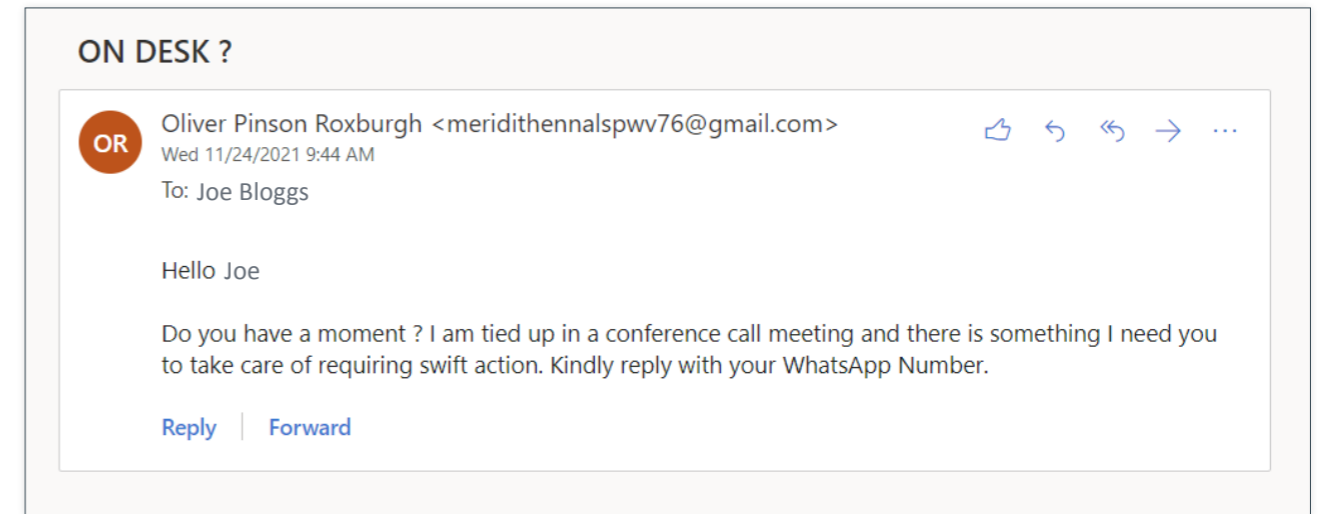 ON DESK ?
OR
Oliver Pinson Roxburgh <meridithennalspwv76@gmail.com>
Wed 11/24/2021 9:44 AM
To: Joe Bloggs
Hello Joe
Do you have a moment ? I am tied up in a conference call meeting and there is something I need you
to take care of requiring swift action. Kindly reply with your WhatsApp Number.
Reply | Forward